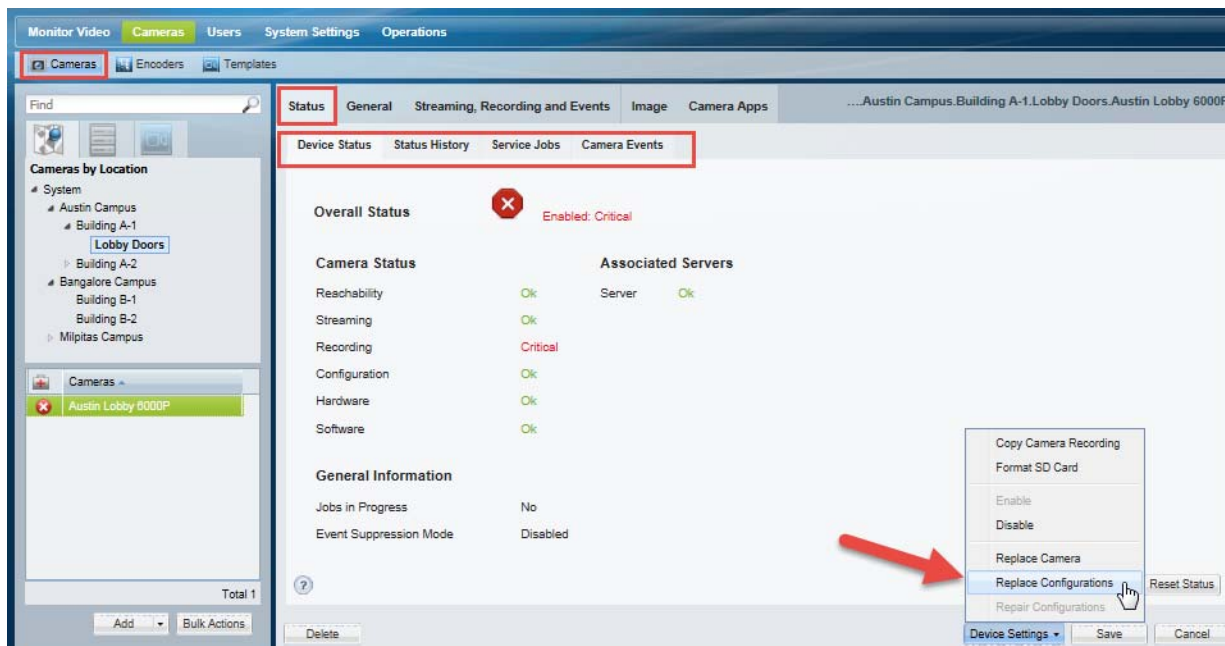 Monitor Video Cameras Users System Settings Operations
Cameras Encoders Templates
Find
Cameras by Location
System
Austin Campus
Building A-1
Lobby Doors
Building A-2
Bangalore Campus
Building B-1
Building B-2
Milpitas Campus
Cameras
Austin Lobby 6000P
Total 1
Add Bulk Actions
Status General Streaming, Recording and Events Image Camera Apps
....Austin Campus.Building A-1.Lobby Doors.Austin Lobby 6000P
Device Status Status History Service Jobs Camera Events
Overall Status Enabled: Critical
Camera Status Associated Servers
Reachability Ok Server Ok
Streaming Ok
Recording Critical
Configuration Ok
Hardware Ok
Software Ok
General Information
Jobs in Progress No
Event Suppression Mode Disabled
?
Copy Camera Recording
Format SD Card
Enable
Disable
Replace Camera
Replace Configurations
Repair Configurations
Reset Status
Delete Device Settings Save Cancel